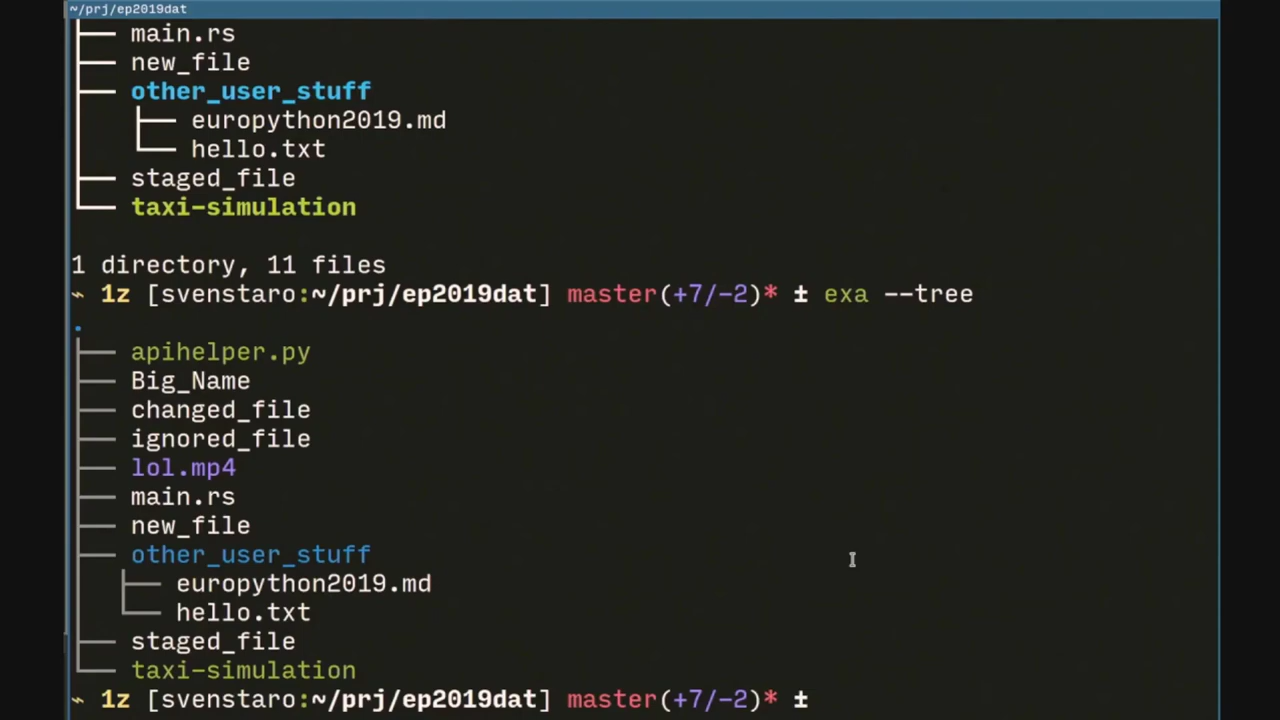 ~/prj/ep2019dat
├── main.rs
├── new_file
├── other_user_stuff
│   ├── europython2019.md
│   └── hello.txt
├── staged_file
└── taxi-simulation
1 directory, 11 files
~ 1z [svenstaro:~/prj/ep2019dat] master(+7/-2)* ± exa --tree
.
├── apihelper.py
├── Big_Name
├── changed_file
├── ignored_file
├── lol.mp4
├── main.rs
├── new_file
├── other_user_stuff
│  ├── europython2019.md
│  └── hello.txt
├── staged_file
└── taxi-simulation
~ 1z [svenstaro:~/prj/ep2019dat] master(+7/-2)* ±